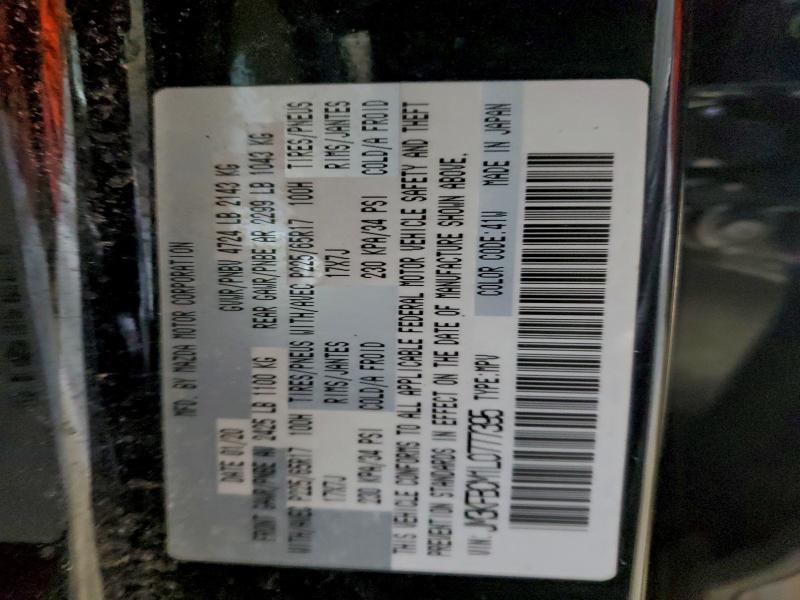 MFD. BY MAZDA MOTOR CORPORATION
DATE 01/20 GVWR/PNBV 4724 LB 2143 KG
FRONT GAWR/PNBE AV 2425 LB 1100 KG REAR GAWR/PNBE AR 2299 LB 1043 KG
WITH/AVEC P225/65R17 100H TIRES/PNEUS WITH/AVEC P225/65R17 100H TIRES/PNEUS
17X7J RIMS/JANTES 17X7J RIMS/JANTES
230 KPA/34 PSI COLD/A FROID 230 KPA/34 PSI COLD/A FROID
THIS VEHICLE CONFORMS TO ALL APPLICABLE FEDERAL MOTOR VEHICLE SAFETY AND THEFT
PREVENTION STANDARDS IN EFFECT ON THE DATE OF MANUFACTURE SHOWN ABOVE.
VIN: JM3KFBCM1L0777395 TYPE:MPV COLOR CODE:41W MADE IN JAPAN